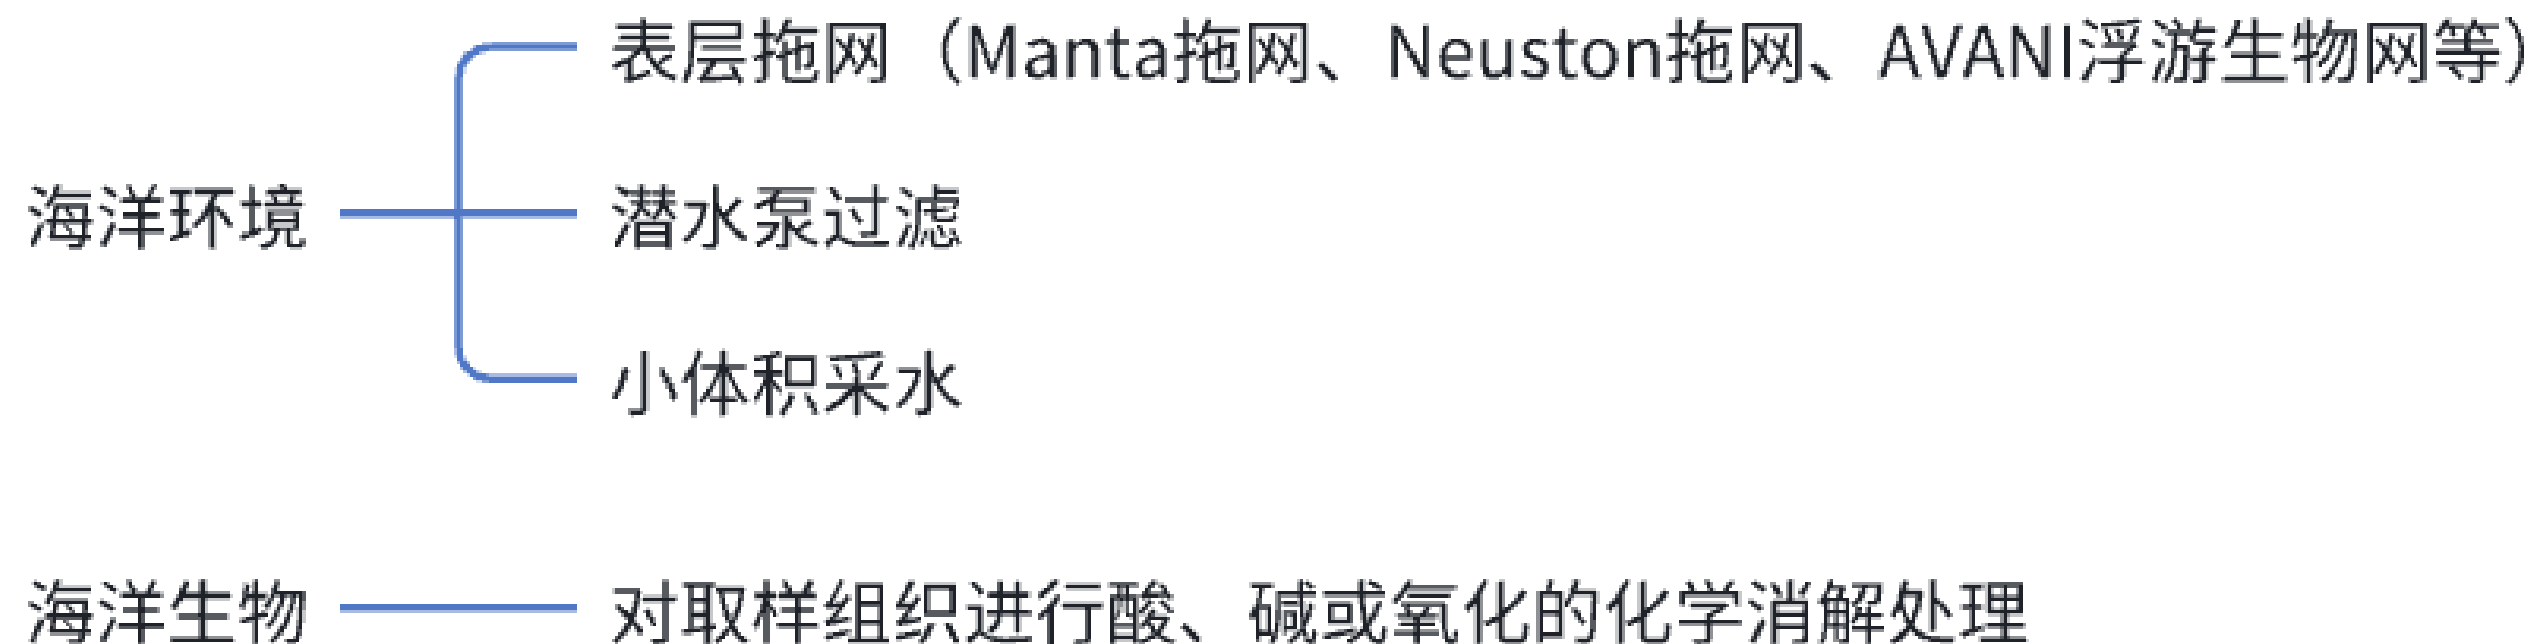 表层拖网（Manta拖网、Neuston拖网、AVANI浮游生物网等）
海洋环境
潜水泵过滤
小体积采水
海洋生物
对取样组织进行酸、碱或氧化的化学消解处理